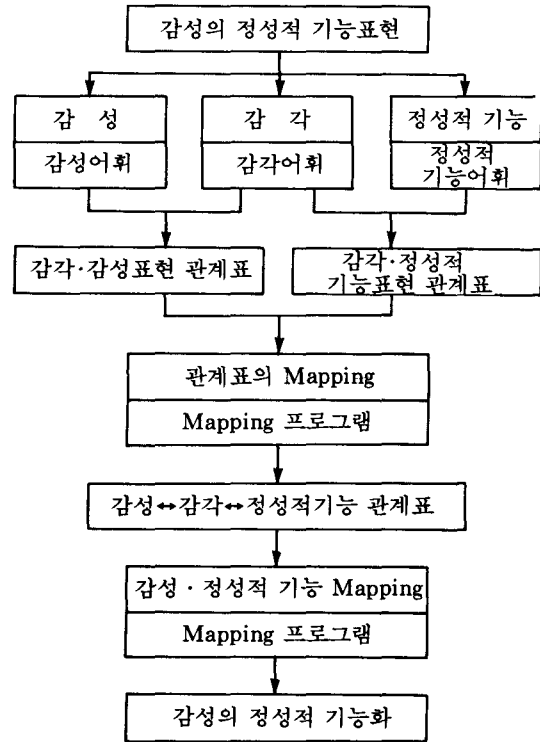 감성의 정성적 기능표현
감 성
감 각
정성적 기능
감성어휘
감각어휘
정성적
기능어휘
감각·감성표현 관계표
감각·정성적
기능표현 관계표
관계표의 Mapping
Mapping 프로그램
감성↔감각↔정성적기능 관계표
감성 · 정성적 기능 Mapping
Mapping 프로그램
감성의 정성적 기능화